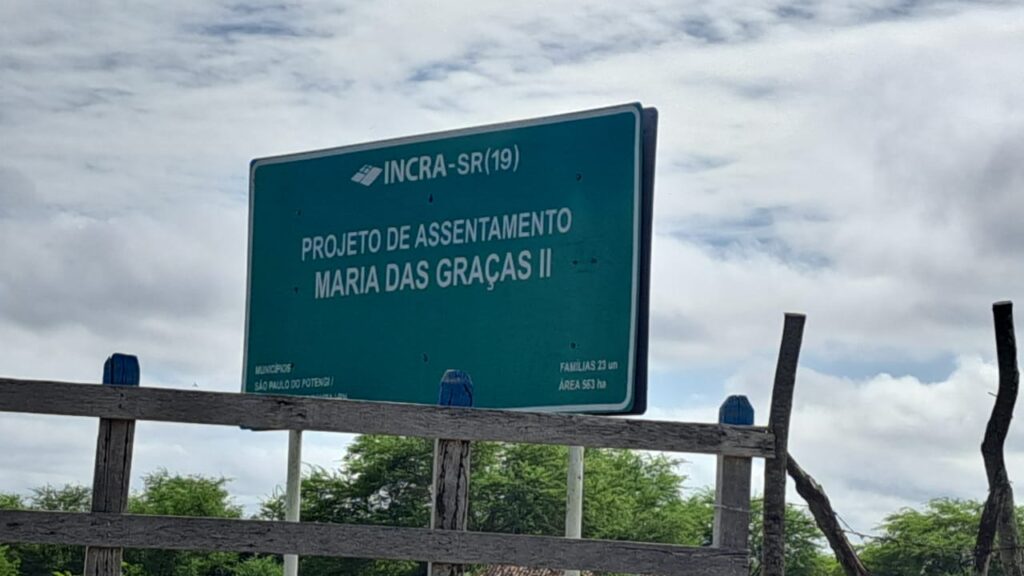 INCRA-SR(19)
PROJETO DE ASSENTAMENTO
MARIA DAS GRAÇAS II
MUNICÍPIOS
SÃO PAULO DO POTENGI/
FAMÍLIAS 23 un
ÁREA 563 ha